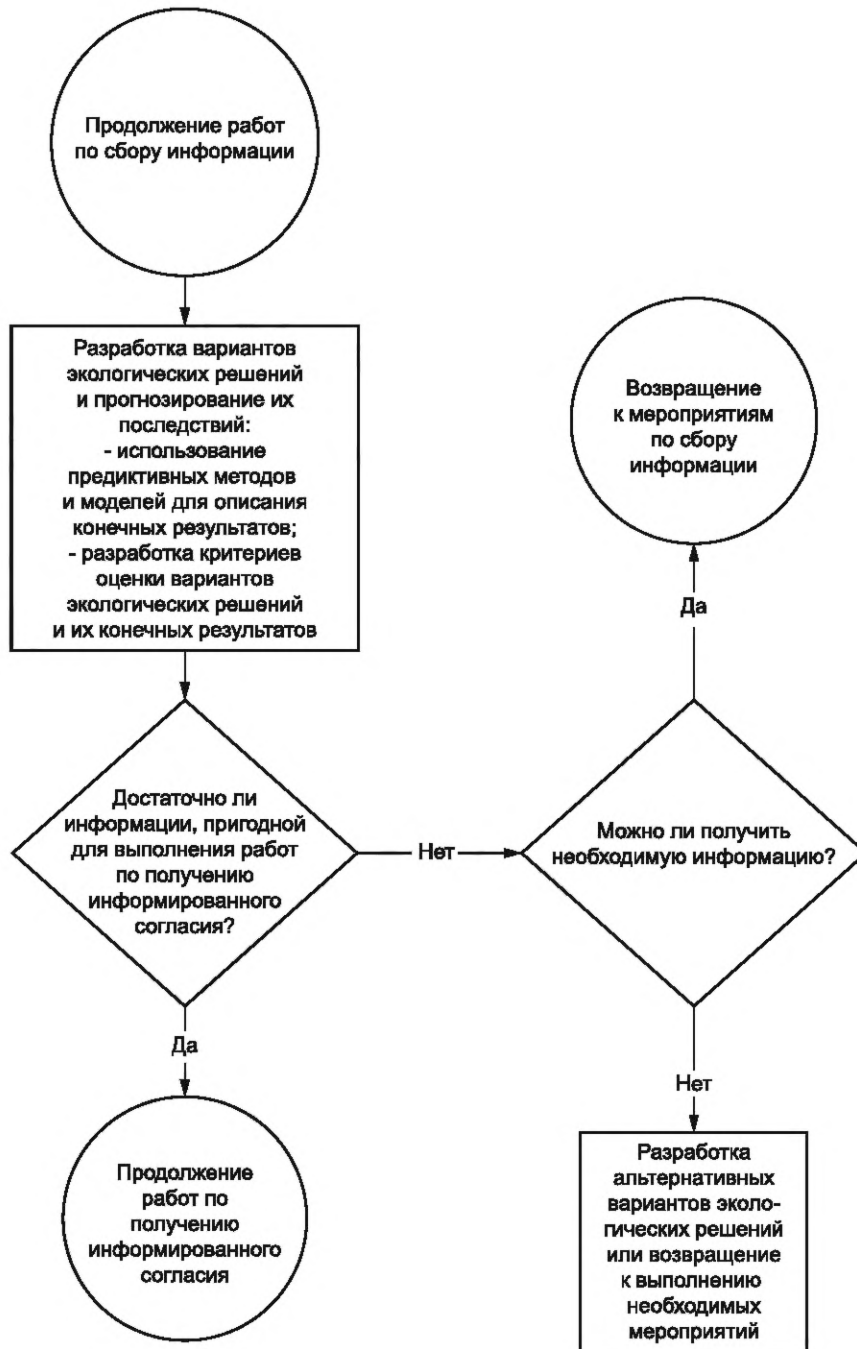 Продолжение работ
по сбору информации
Разработка вариантов
экологических решений
и прогнозирование их
последствий:
- использование
предиктивных методов
и моделей для описания
конечных результатов;
- разработка критериев
оценки вариантов
экологических решений
и их конечных результатов
Возвращение
к мероприятиям
по сбору
информации
Да
Достаточно ли
информации, пригодной
для выполнения работ
по получению
информированного
согласия?
Нет
Можно ли получить
необходимую информацию?
Да
Нет
Продолжение
работ по
получению
информированного
согласия
Разработка
альтернативных
вариантов эколо-
гических решений
или возвращение
к выполнению
необходимых
мероприятий